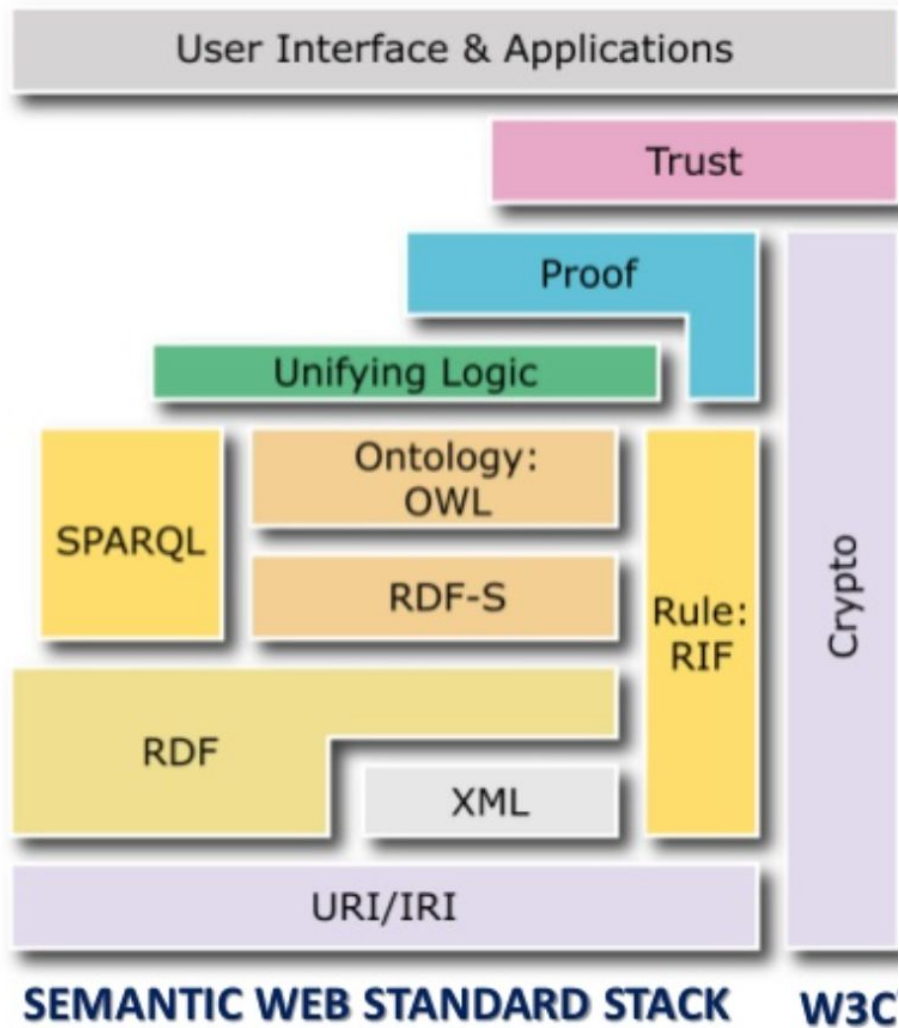 User Interface & Applications
Trust
Proof
Unifying Logic
Ontology:
OWL
SPARQL
RDF-S
Rule:
RIF
Crypto
RDF
XML
URI/IRI
SEMANTIC WEB STANDARD STACK
W3C